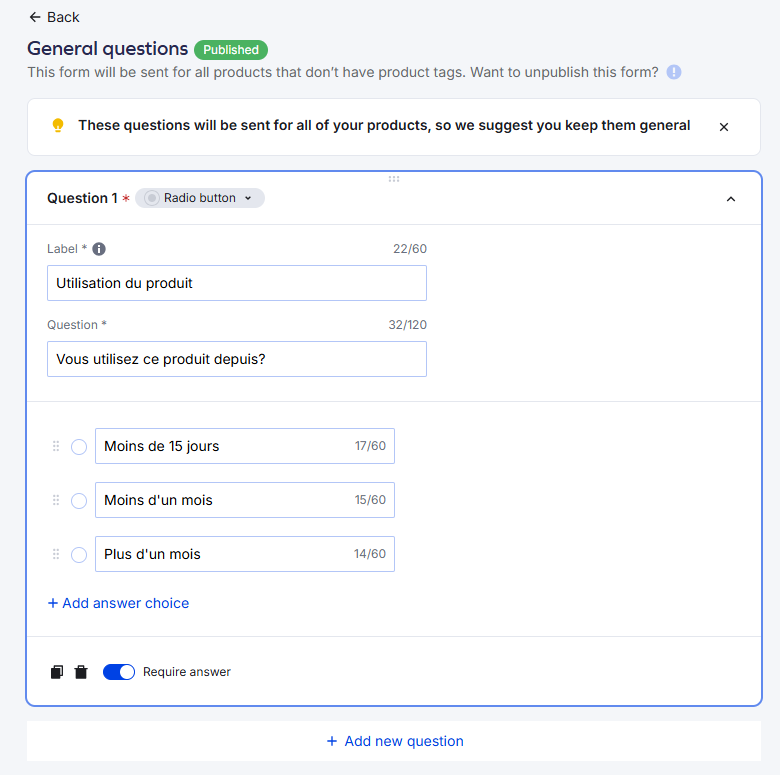 Back
General questions Published
This form will be sent for all products that don't have product tags. Want to unpublish this form?
These questions will be sent for all of your products, so we suggest you keep them general
Question 1 * Radio button
Label * 22/60
Utilisation du produit
Question * 32/120
Vous utilisez ce produit depuis?
Moins de 15 jours 17/60
Moins d'un mois 15/60
Plus d'un mois 14/60
+ Add answer choice
Require answer
+ Add new question